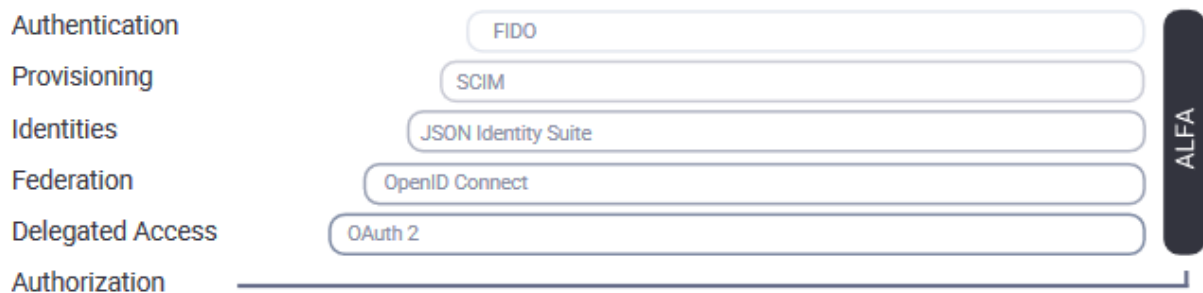 Authentication FIDO
Provisioning SCIM
Identities JSON Identity Suite
Federation OpenID Connect
Delegated Access OAuth 2
Authorization
ALFA